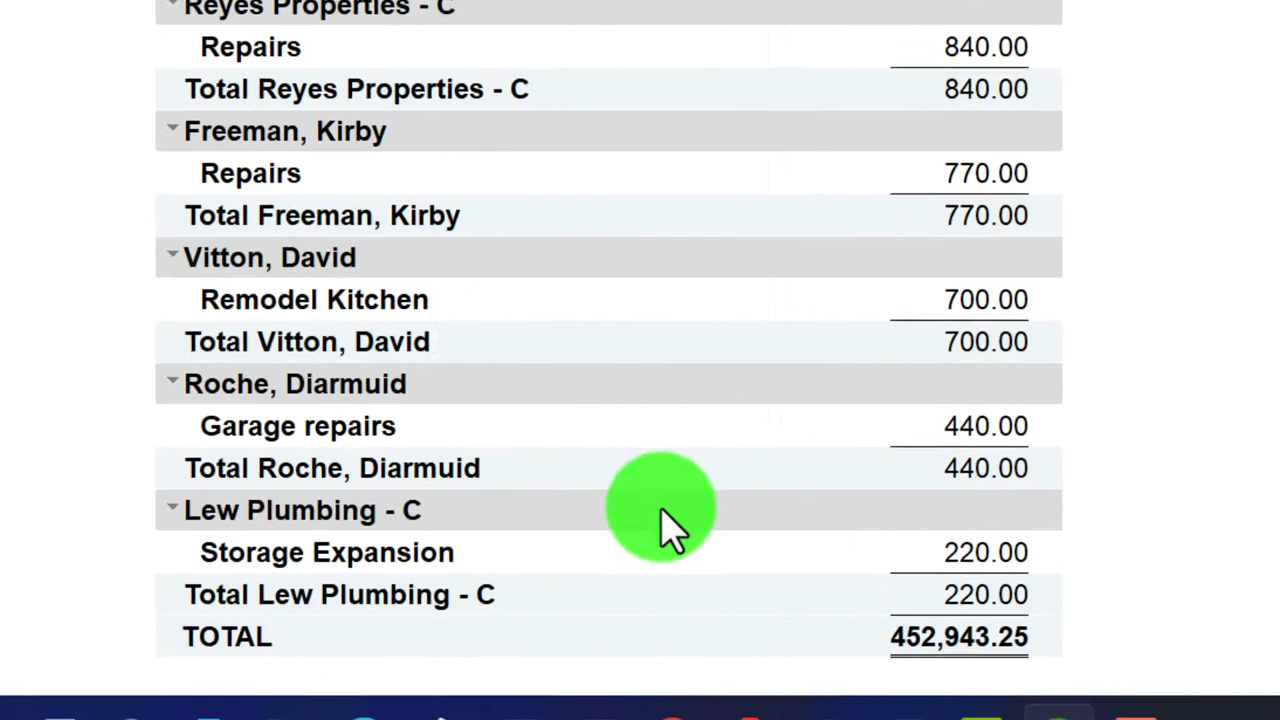 Reyes Properties - C
Repairs 840.00
Total Reyes Properties - C 840.00
Freeman, Kirby
Repairs 770.00
Total Freeman, Kirby 770.00
Vitton, David
Remodel Kitchen 700.00
Total Vitton, David 700.00
Roche, Diarmuid
Garage repairs 440.00
Total Roche, Diarmuid 440.00
Lew Plumbing - C
Storage Expansion 220.00
Total Lew Plumbing - C 220.00
TOTAL 452,943.25